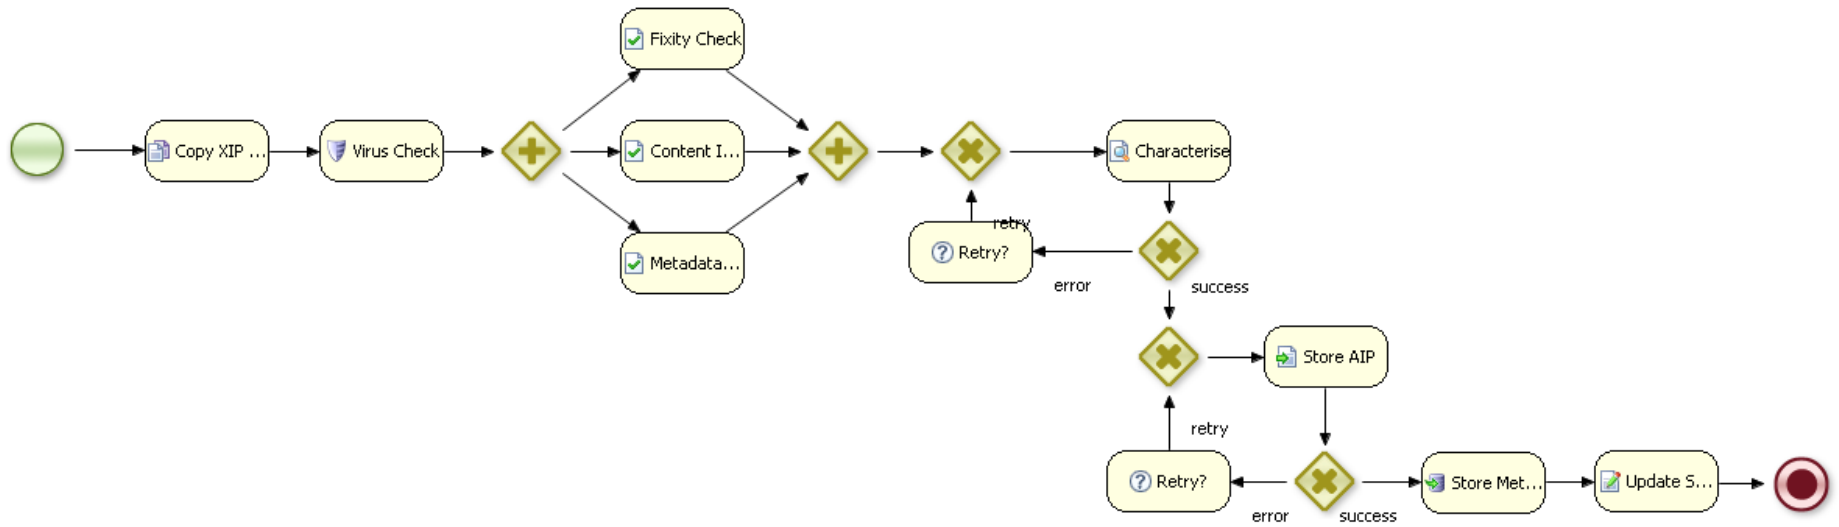 Fixity Check
Copy XIP ...
Virus Check
Content I...
Characterise
Metadata...
retry
Retry?
error
success
Store AIP
retry
Retry?
Store Met...
Update S...
error
success